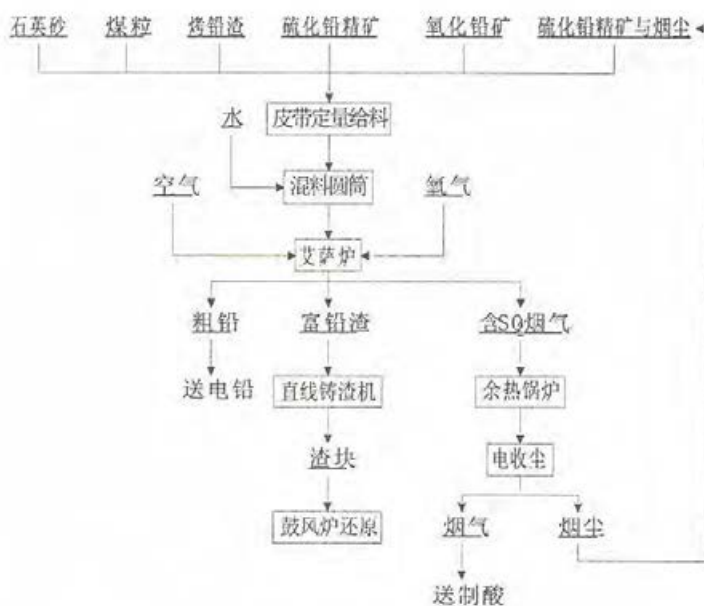 石英砂 煤粒 烤铅渣 硫化铅精矿 氧化铅矿 硫化铅精矿与烟尘
水 皮带定量给料
空气 混料圆筒 氧气
艾萨炉
粗铅 富铅渣 含SO烟气
送电铅 直线铸渣机 余热锅炉
渣块 电收尘
鼓风炉还原 烟气 烟尘
送制酸